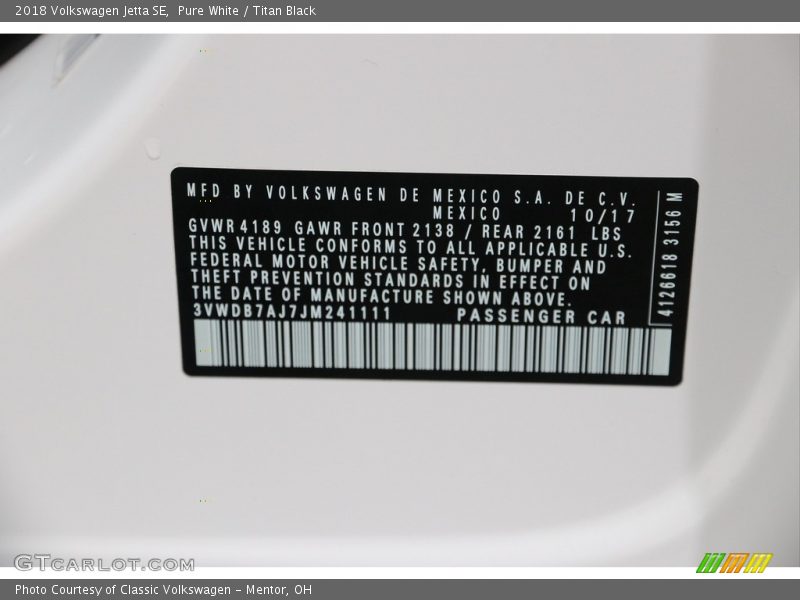 2018 Volkswagen Jetta SE, Pure White / Titan Black
MFD BY VOLKSWAGEN DE MEXICO S.A. DE C.V.
MEXICO 10/17
GVWR 4189 GAWR FRONT 2138 / REAR 2161 LBS
THIS VEHICLE CONFORMS TO ALL APPLICABLE U.S.
FEDERAL MOTOR VEHICLE SAFETY, BUMPER AND
THEFT PREVENTION STANDARDS IN EFFECT ON
THE DATE OF MANUFACTURE SHOWN ABOVE.
3VWDB7AJ7JM241111 PASSENGER CAR
4126618 3156 M
GTCARLOT.COM
Photo Courtesy of Classic Volkswagen - Mentor, OH